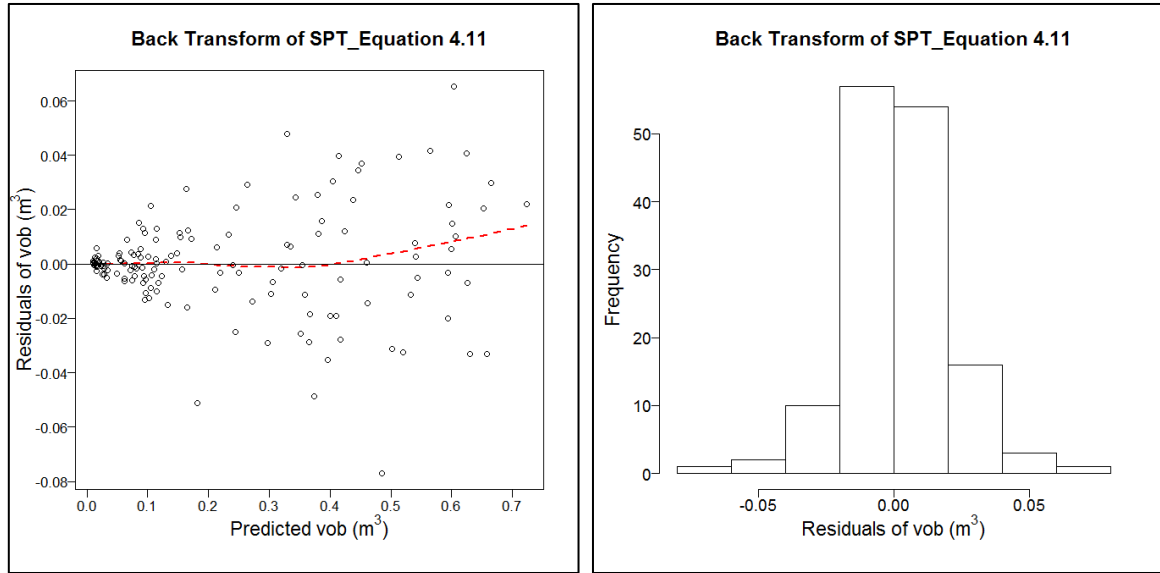 Back Transform of SPT_Equation 4.11
0.06
0.04
0.02
0.00
-0.02
-0.04
-0.06
-0.08
Residuals of vob (m³)
0.0 0.1 0.2 0.3 0.4 0.5 0.6 0.7
Predicted vob (m³)
Back Transform of SPT_Equation 4.11
50
40
30
20
10
0
Frequency
-0.05 0.00 0.05
Residuals of vob (m³)